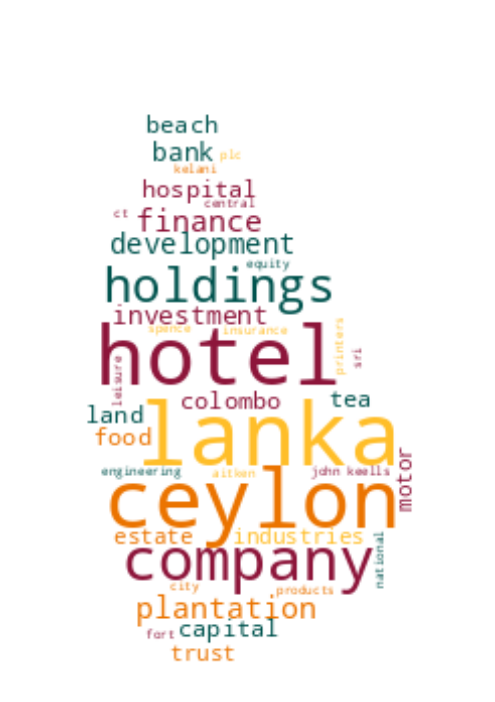 beach
bank plc
kelani
hospital
central
ct finance
development
equity
holdings
investment
spence insurance
printers
hotel
sri
leisure
colombo tea
land
lanka
food
motor
engineering aitken john keells
ceylon
estate industries
national
company
city products
plantation
fort capital
trust